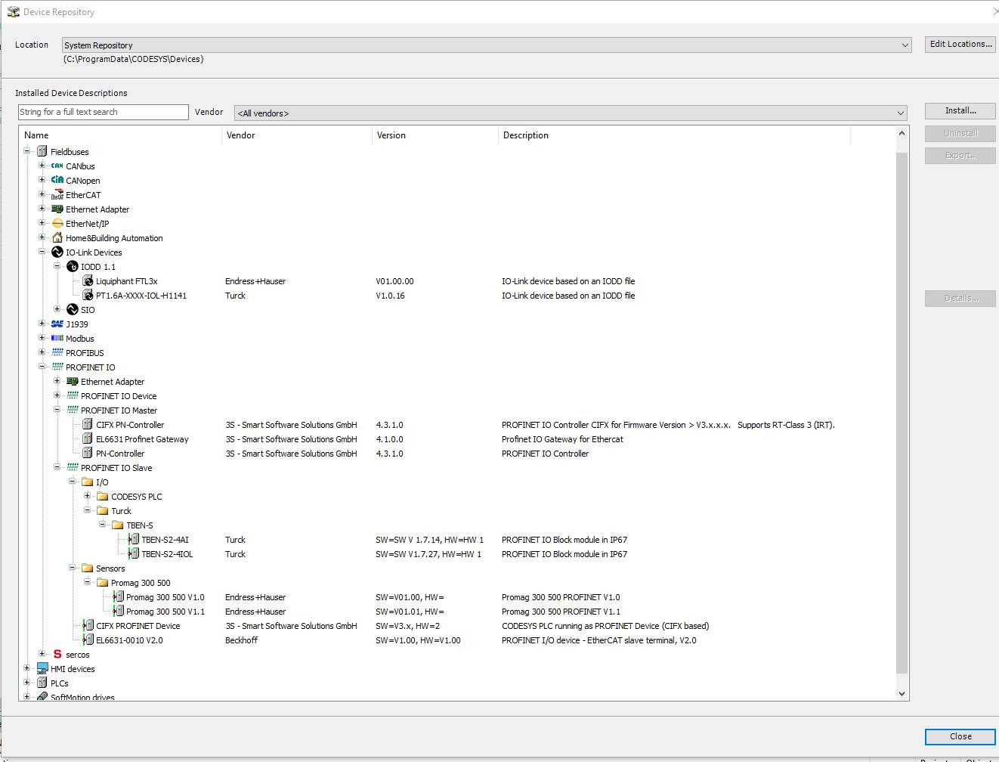 Device Repository
Location System Repository Edit Locations...
(C:\ProgramData\CODESYS\Devices)
Installed Device Descriptions
String for a full text search Vendor <All vendors> Install...
Uninstall
Export...
Details...
Name Vendor Version Description
Fieldbuses
CAN CANbus
CiA CANopen
EtherCAT
Ethernet Adapter
EtherNet/IP
Home&Building Automation
IO-Link Devices
IODD 1.1
Liquiphant FTL3x Endress+Hauser V01.00.00 IO-Link device based on an IODD file
PT1.6A-XXXX-IOL-H1141 Turck V1.0.16 IO-Link device based on an IODD file
SIO
SAE J1939
Modbus
PROFIBUS
PROFINET IO
Ethernet Adapter
PROFINET IO Device
PROFINET IO Master
CIFX PN-Controller 3S - Smart Software Solutions GmbH 4.3.1.0 PROFINET IO Controller CIFX for Firmware Version > V3.x.x.x. Supports RT-Class 3 (IRT).
EL6631 Profinet Gateway 3S - Smart Software Solutions GmbH 4.1.0.0 Profinet IO Gateway for Ethercat
PN-Controller 3S - Smart Software Solutions GmbH 4.3.1.0 PROFINET IO Controller
PROFINET IO Slave
I/O
CODESYS PLC
Turck
TBEN-S
TBEN-S2-4AI Turck SW=SW V 1.7.14, HW=HW 1 PROFINET IO Block module in IP67
TBEN-S2-4IOL Turck SW=SW V1.7.27, HW=HW 1 PROFINET IO Block module in IP67
Sensors
Promag 300 500
Promag 300 500 V1.0 Endress+Hauser SW=V01.00, HW= Promag 300 500 PROFINET V1.0
Promag 300 500 V1.1 Endress+Hauser SW=V01.01, HW= Promag 300 500 PROFINET V1.1
CIFX PROFINET Device 3S - Smart Software Solutions GmbH SW=V3.x, HW=2 CODESYS PLC running as PROFINET Device (CIFX based)
EL6631-0010 V2.0 Beckhoff SW=V1.00, HW=V1.00 PROFINET I/O device - EtherCAT slave terminal, V2.0
S sercos
HMI devices
PLCs
SoftMotion drives
Close